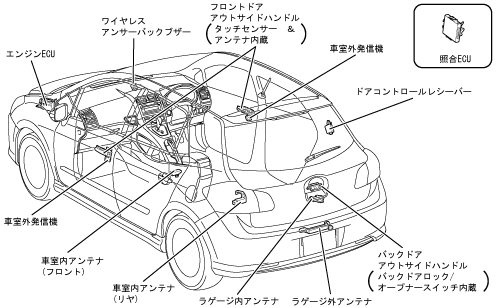 フロントドア
アウトサイドハンドル
(タッチセンサー &
アンテナ内蔵)
ワイヤレス
アンサーバックブザー
エンジンECU
車室外発信機
照合ECU
ドアコントロールレシーバー
車室外発信機
車室内アンテナ
(フロント)
車室内アンテナ
(リヤ)
ラゲージ内アンテナ
ラゲージ外アンテナ
バックドア
アウトサイドハンドル
(バックドアロック/
オープナースイッチ内蔵)